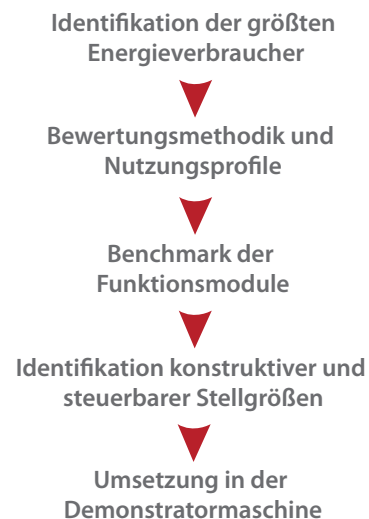 Identifikation der größten
Energieverbraucher
Bewertungsmethodik und
Nutzungsprofile
Benchmark der
Funktionsmodule
Identifikation konstruktiver und
steuerbarer Stellgrößen
Umsetzung in der
Demonstratormaschine